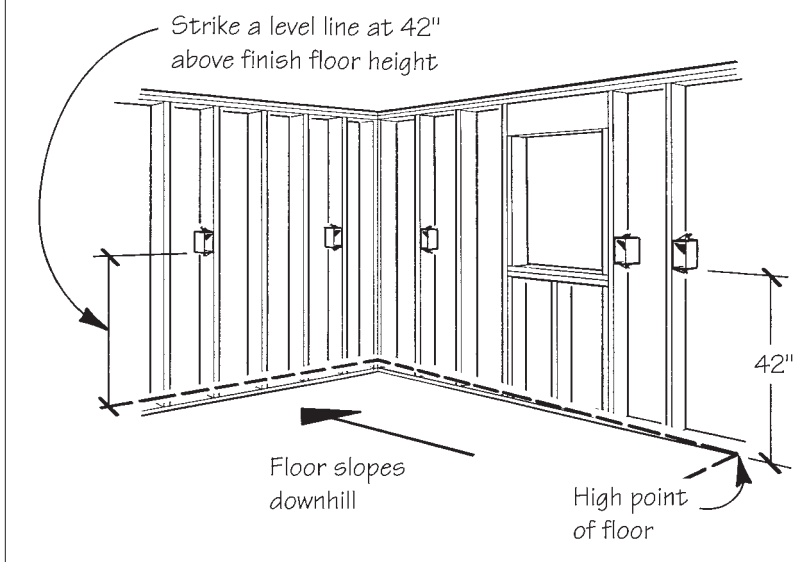 Strike a level line at 42"
above finish floor height
42"
Floor slopes
downhill
High point
of floor